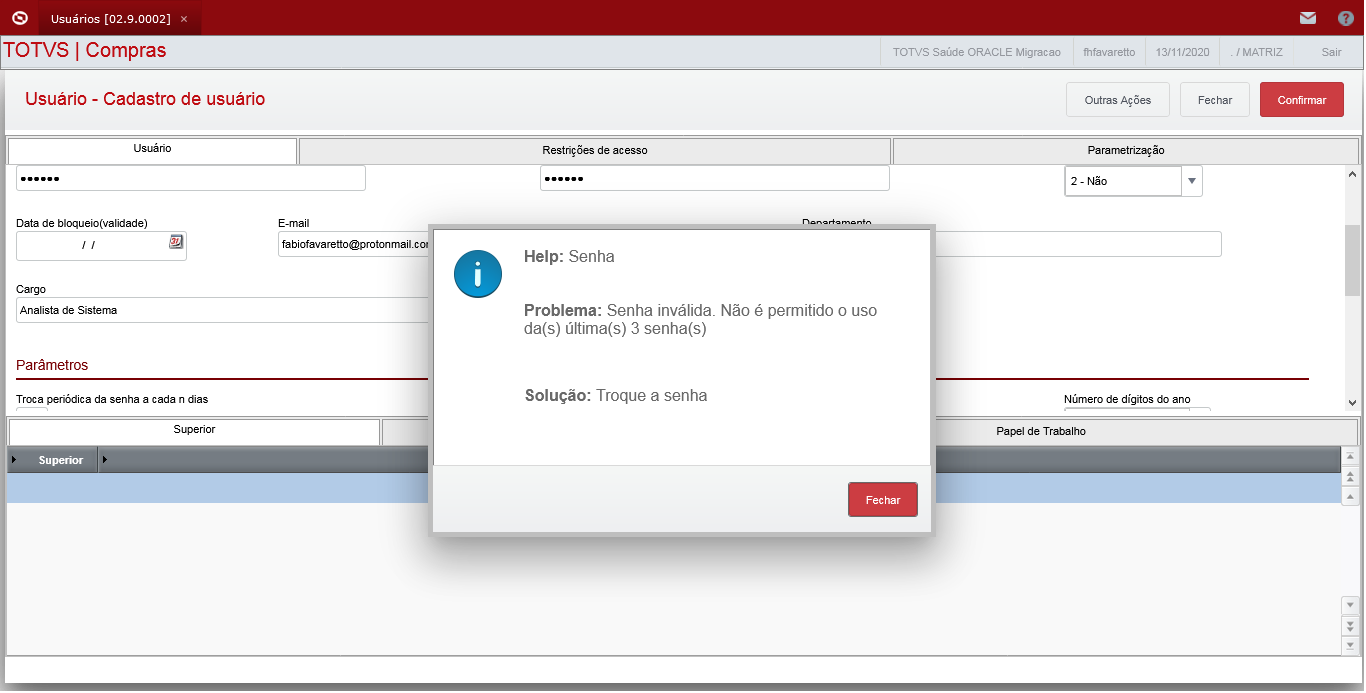 Usuários [02.9.0002] ×
TOTVS | Compras
TOTVS Saúde ORACLE Migracao
fhfavaretto
13/11/2020
. / MATRIZ
Sair
Usuário - Cadastro de usuário
Outras Ações
Fechar
Confirmar
Usuário
Restrições de acesso
Parametrização
••••••
••••••
2 - Não
Data de bloqueio(validade)
E-mail
Departamento
/ /
31
fabiofavaretto@protonmail.com
Cargo
Analista de Sistema
Help: Senha
Problema: Senha inválida. Não é permitido o uso
da(s) última(s) 3 senha(s)
Solução: Troque a senha
Fechar
Parâmetros
Troca periódica da senha a cada n dias
Número de dígitos do ano
Superior
Papel de Trabalho
Superior